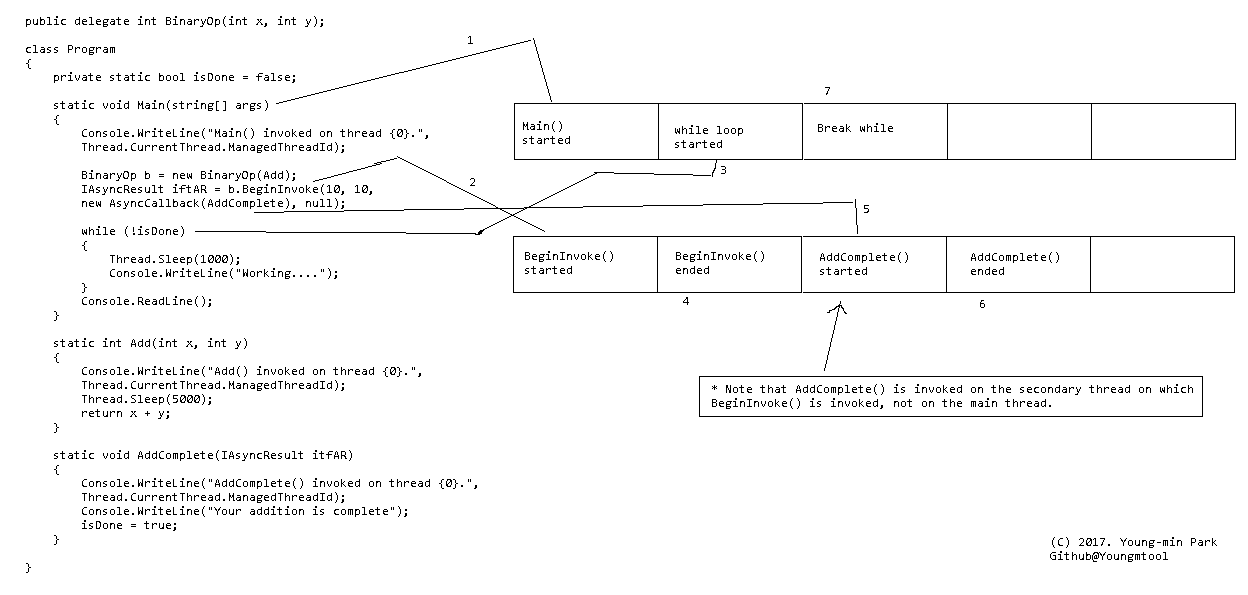 public delegate int BinaryOp(int x, int y);
class Program
{
private static bool isDone = false;
static void Main(string[] args)
{
Console.WriteLine("Main() invoked on thread {0}.",
Thread.CurrentThread.ManagedThreadId);
BinaryOp b = new BinaryOp(Add);
IAsyncResult iftAR = b.BeginInvoke(10, 10,
new AsyncCallback(AddComplete), null);
while (!isDone)
{
Thread.Sleep(1000);
Console.WriteLine("Working....");
}
Console.ReadLine();
}
static int Add(int x, int y)
{
Console.WriteLine("Add() invoked on thread {0}.",
Thread.CurrentThread.ManagedThreadId);
Thread.Sleep(5000);
return x + y;
}
static void AddComplete(IAsyncResult itfAR)
{
Console.WriteLine("AddComplete() invoked on thread {0}.",
Thread.CurrentThread.ManagedThreadId);
Console.WriteLine("Your addition is complete");
isDone = true;
}
}
1
7
Main()
started
while loop
started
Break while
3
2
5
BeginInvoke()
started
BeginInvoke()
ended
AddComplete()
started
AddComplete()
ended
4
6
* Note that AddComplete() is invoked on the secondary thread on which
BeginInvoke() is invoked, not on the main thread.
(C) 2017. Young-min Park
Github@Youngmtool